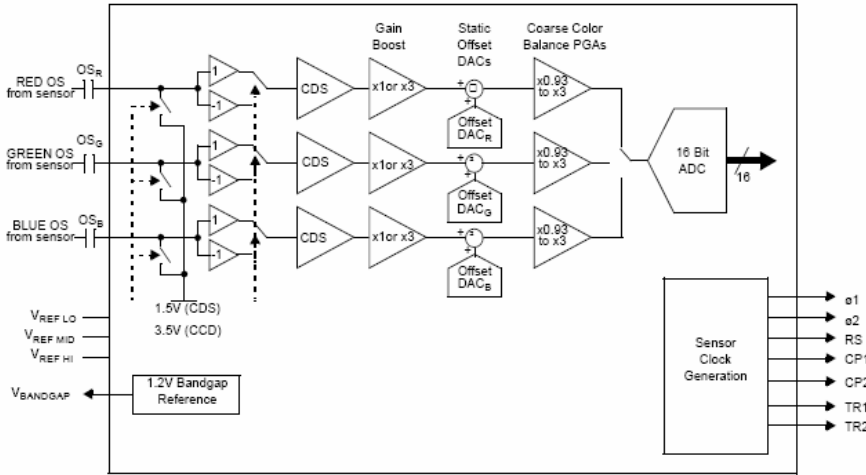 Gain Boost
Static Offset DACs
Coarse Color Balance PGAs
OSR
RED OS from sensor
1
-1
CDS
x1or x3
+
+
Offset DACR
x0.93 to x3
OSG
GREEN OS from sensor
1
-1
CDS
x1or x3
+
s
+
Offset DACG
x0.93 to x3
16 Bit ADC
16
OSB
BLUE OS from sensor
1
-1
CDS
x1or x3
+
s
+
Offset DACB
x0.93 to x3
1.5V (CDS)
3.5V (CCD)
VREF LO
VREF MID
VREF HI
VBANDGAP
1.2V Bandgap Reference
Sensor Clock Generation
ø1
ø2
RS
CP1
CP2
TR1
TR2